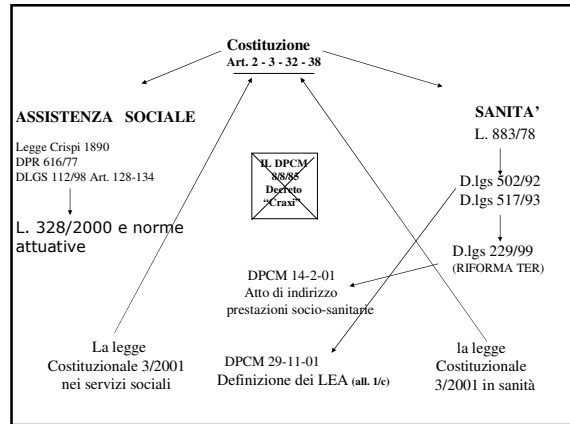 Costituzione
Art. 2 - 3 - 32 - 38
ASSISTENZA SOCIALE
Legge Crispi 1890
DPR 616/77
DLGS 112/98 Art. 128-134
L. 328/2000 e norme
attuative
IL DPCM
8/8/85
Decreto
“Craxi”
SANITA’
L. 883/78
D.lgs 502/92
D.lgs 517/93
D.lgs 229/99
(RIFORMA TER)
DPCM 14-2-01
Atto di indirizzo
prestazioni socio-sanitarie
La legge
Costituzionale 3/2001
nei servizi sociali
DPCM 29-11-01
Definizione dei LEA (all. 1/c)
la legge
Costituzionale
3/2001 in sanità